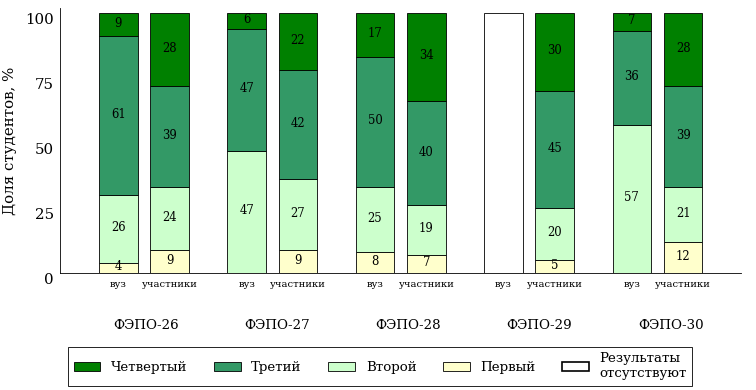 Доля студентов, %
100
75
50
25
0
9 28 6 22 17 34 30 7 28
61 39 47 42 50 40 45 36 39
26 24 47 27 25 19 20 57 21
4 9 9 8 7 5 12
вуз участники вуз участники вуз участники вуз участники вуз участники
ФЭПО-26 ФЭПО-27 ФЭПО-28 ФЭПО-29 ФЭПО-30
Четвертый Третий Второй Первый Результаты
отсутствуют